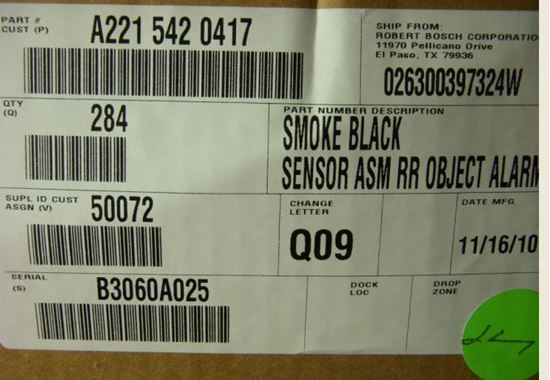 PART #
CUST (P)
A221 542 0417
SHIP FROM:
ROBERT BOSCH CORPORATIO
11970 Pellicano Drive
El Paso, TX 79936
026300397324W
QTY
(Q)
284
PART NUMBER DESCRIPTION
SMOKE BLACK
SENSOR ASM RR OBJECT ALARM
SUPL ID CUST
ASGN (V)
50072
CHANGE
LETTER
Q09
DATE MFG
11/16/10
SERIAL
(S)
B3060A025
DOCK
LOC
DROP
ZONE